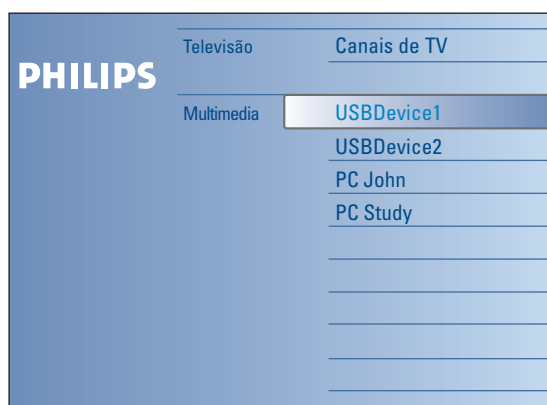 Televisão Canais de TV
PHILIPS
Multimedia USBDevice1
USBDevice2
PC John
PC Study